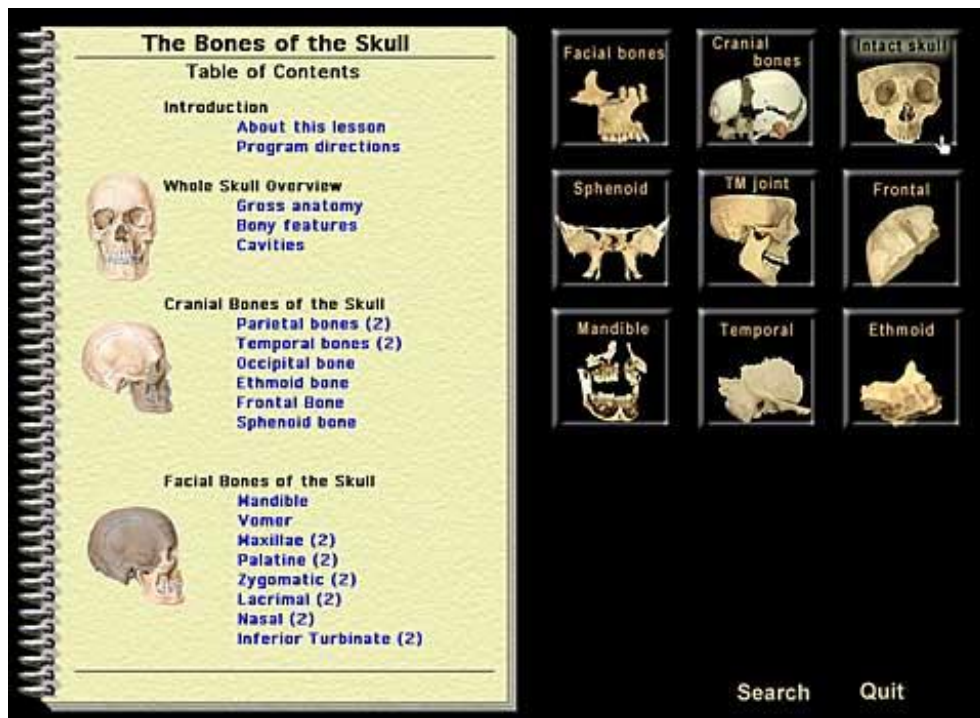 The Bones of the Skull
Table of Contents
Introduction
About this lesson
Program directions
Whole Skull Overview
Gross anatomy
Bony features
Cavities
Cranial Bones of the Skull
Parietal bones (2)
Temporal bones (2)
Occipital bone
Ethmoid bone
Frontal Bone
Sphenoid bone
Facial Bones of the Skull
Mandible
Vomer
Maxillae (2)
Palatine (2)
Zygomatic (2)
Lacrimal (2)
Nasal (2)
Inferior Turbinate (2)
Facial bones
Cranial
bones
Intact skull
Sphenoid
TM joint
Frontal
Mandible
Temporal
Ethmoid
Search
Quit